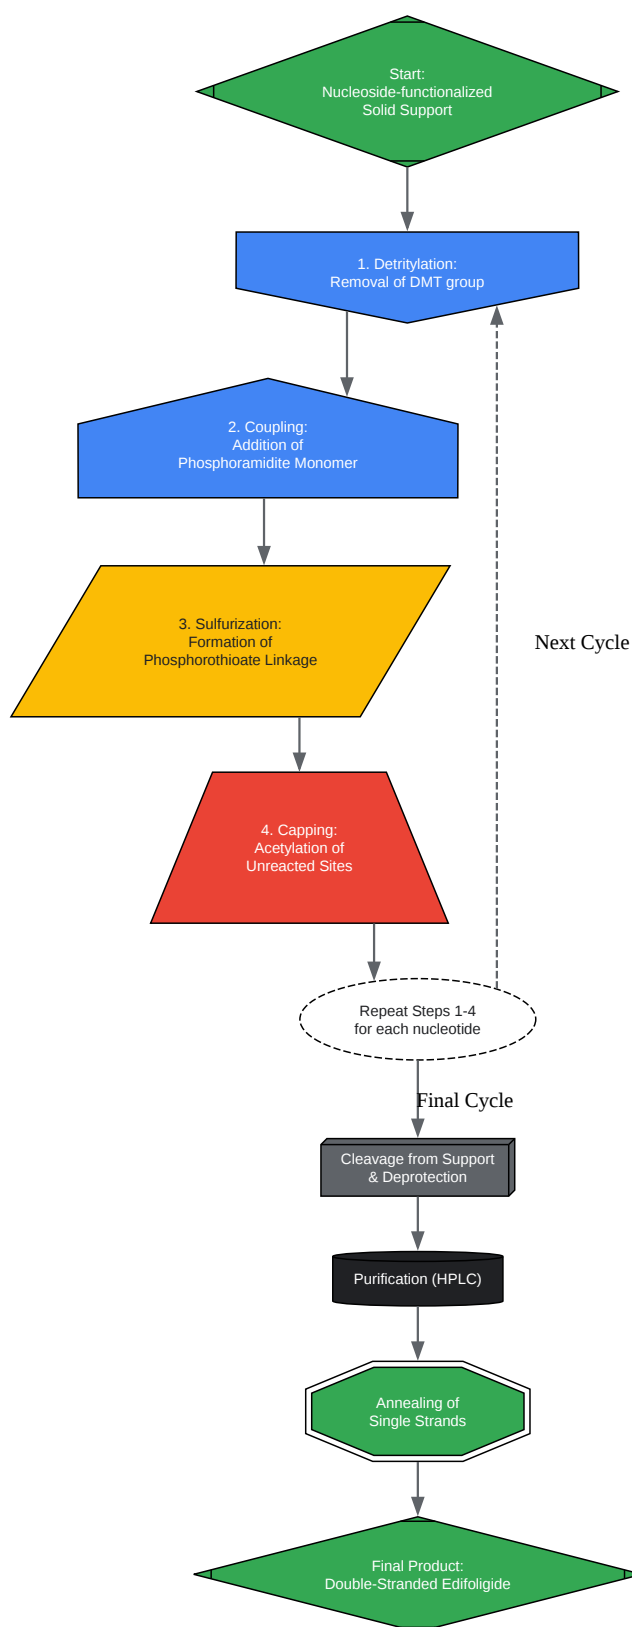 Start:
Nucleoside-functionalized
Solid Support
1. Detritylation:
Removal of DMT group
2. Coupling:
Addition of
Phosphoramidite Monomer
3. Sulfurization:
Formation of
Phosphorothioate Linkage
Next Cycle
4. Capping:
Acetylation of
Unreacted Sites
Repeat Steps 1-4
for each nucleotide
Final Cycle
Cleavage from Support
& Deprotection
Purification (HPLC)
Annealing of
Single Strands
Final Product:
Double-Stranded Edifoligide